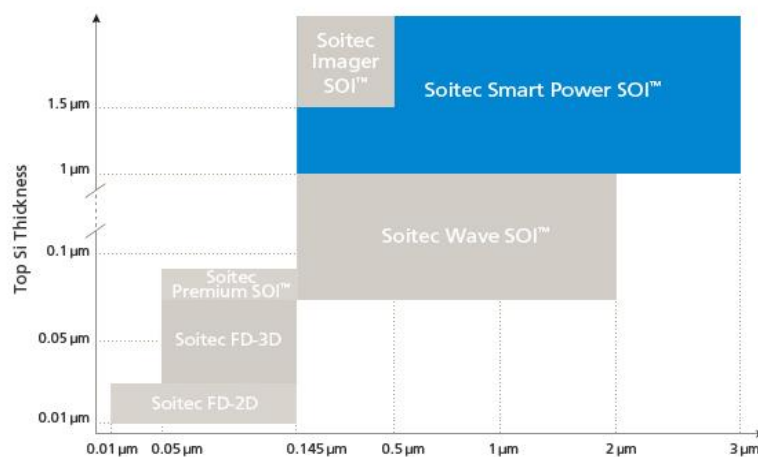 Soitec
Imager
SOI™
Soitec Smart Power SOI™
1.5 µm
1 µm
Top Si Thickness
Soitec Wave SOI™
0.1 µm
Soitec
Premium SOI™
0.05 µm
Soitec FD-3D
Soitec FD-2D
0.01 µm
0.01 µm
0.05 µm
0.145 µm
0.5 µm
1 µm
2 µm
3 µm